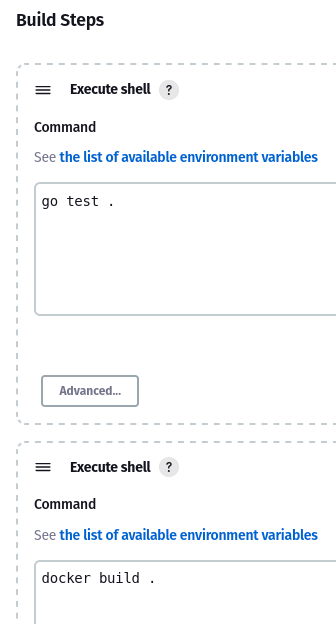 Build Steps
Execute shell ?
Command
See the list of available environment variables
go test .
Advanced...
Execute shell ?
Command
See the list of available environment variables
docker build .